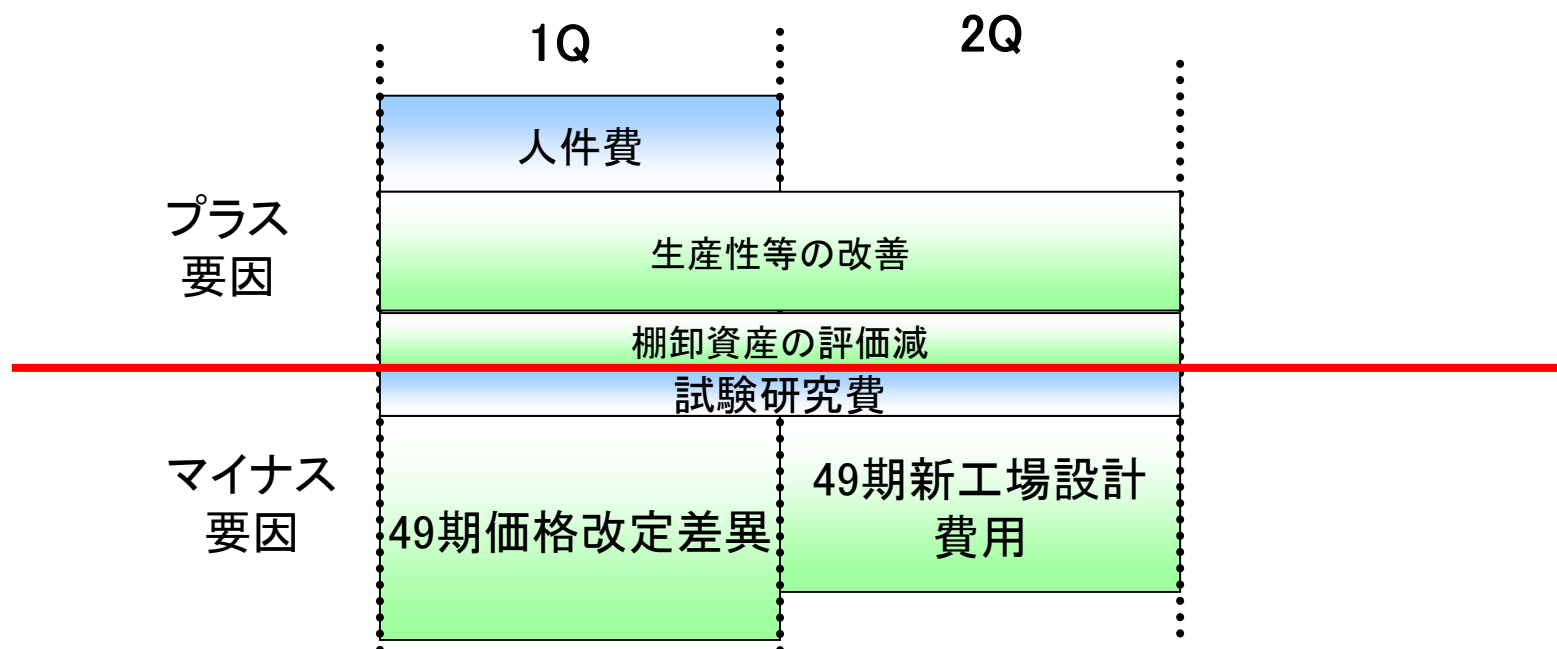 1Q
2Q
人件費
プラス
要因
生産性等の改善
棚卸資産の評価減
試験研究費
マイナス
要因
49期価格改定差異
49期新工場設計
費用